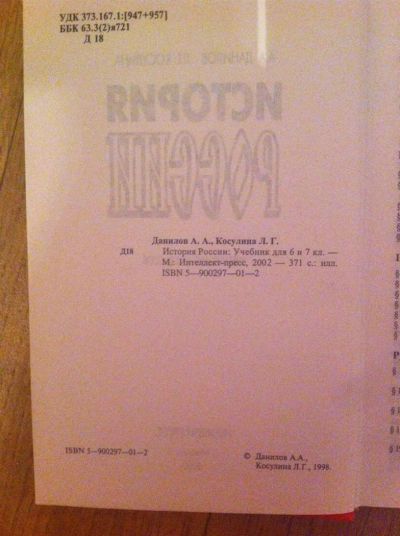 УДК 373.167.1:[947+957]
ББК 63.3(2)я721
Д 18
ИСТОРИЯ
РОССИИ
Данилов А. А., Косулина Л. Г.
Д18 История России: Учебник для 6 и 7 кл. —
М.: Интеллект-пресс, 2002 — 371 с.: илл.
ISBN 5—900297—01—2
ISBN 5—900297—01—2
© Данилов А.А.,
Косулина Л.Г., 1998.